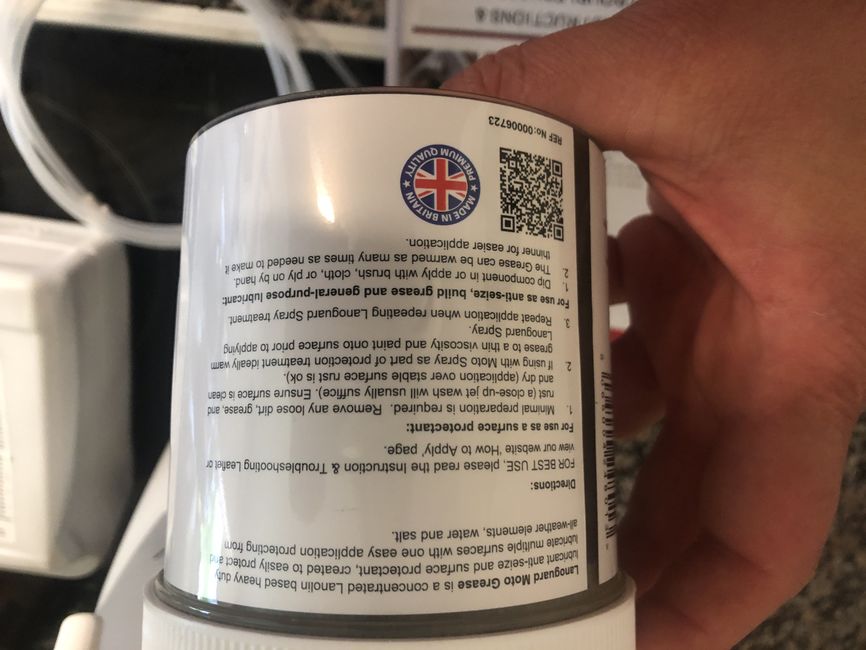 Lanoguard Moto Grease is a concentrated Lanolin based heavy duty
lubricant anti-seize and surface protectant, created to easily protect and
lubricate multiple surfaces with one easy application protecting from
all-weather elements, water and salt.
Directions:
FOR BEST USE, please read the Instruction & Troubleshooting Leaflet or
view our website 'How to Apply' page.
For use as a surface protectant:
1. Minimal preparation is required. Remove any loose dirt, grease, and
rust (a close-up jet wash will usually suffice). Ensure surface is clean
and dry (application over stable surface rust is ok).
2. If using with Moto Spray as part of protection treatment ideally warm
grease to a thin viscosity and paint onto surface prior to applying
Lanoguard Spray.
3. Repeat application when repeating Lanoguard Spray treatment.
For use as anti-seize, build grease and general-purpose lubricant:
1. Dip component in or apply with brush, cloth, or ply on by hand.
2. The Grease can be warmed as many times as needed to make it
thinner for easier application.
MADE IN BRITAIN
PREMIUM QUALITY
REF No:00006723
STRUCTIONS &